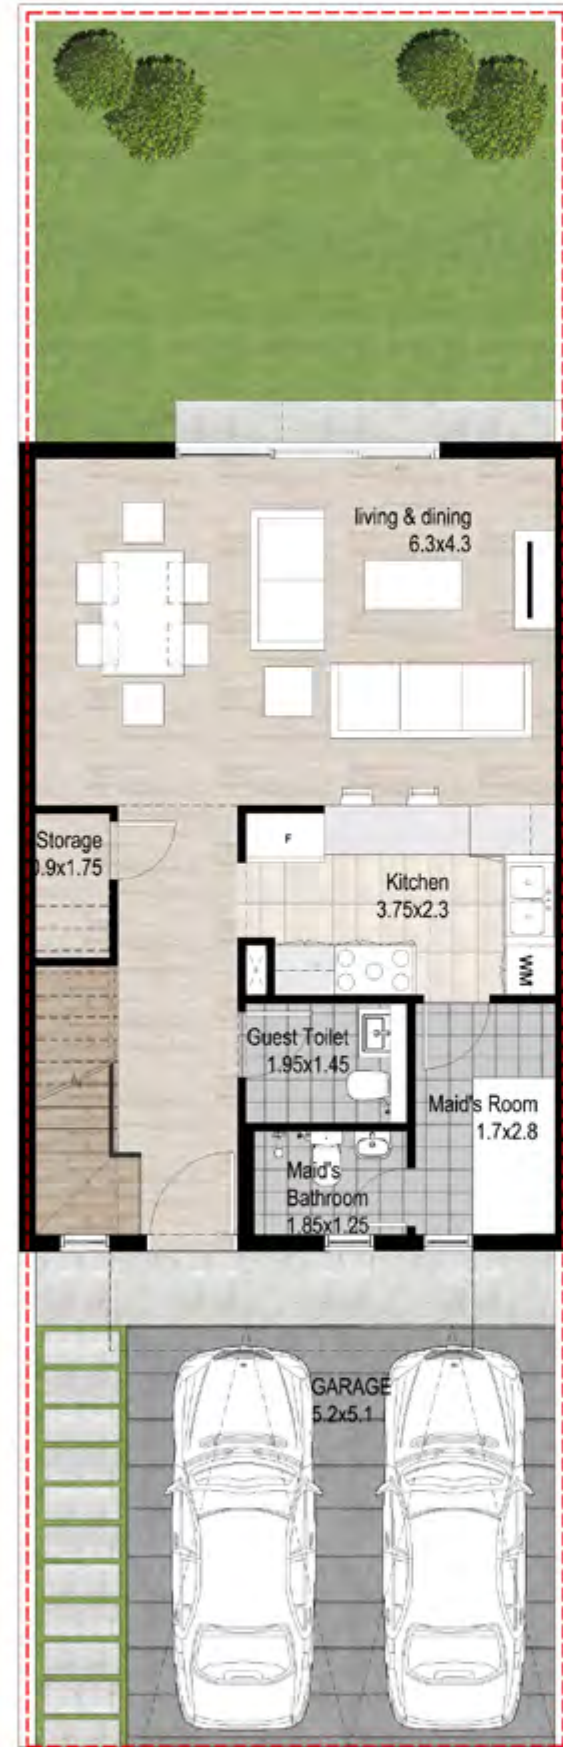 living & dining
6.3x4.3
Storage
0.9x1.75
F
Kitchen
3.75x2.3
WM
Guest Toilet
1.95x1.45
Maid's Room
1.7x2.8
Maid's
Bathroom
1.85x1.25
GARAGE
5.2x5.1